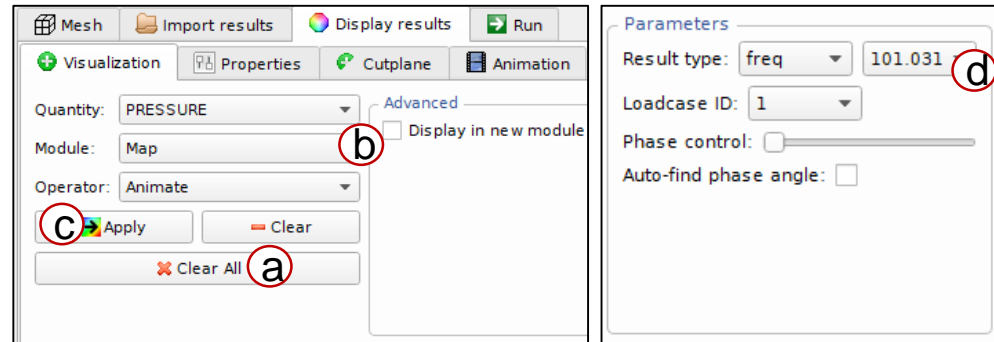 Mesh Import results Display results Run
Visualization Properties Cutplane Animation
Quantity: PRESSURE
Module: Map b
Operator: Animate
c Apply Clear
Clear All a
Advanced
Display in new module
Parameters
Result type: freq 101.031 d
Loadcase ID: 1
Phase control:
Auto-find phase angle: